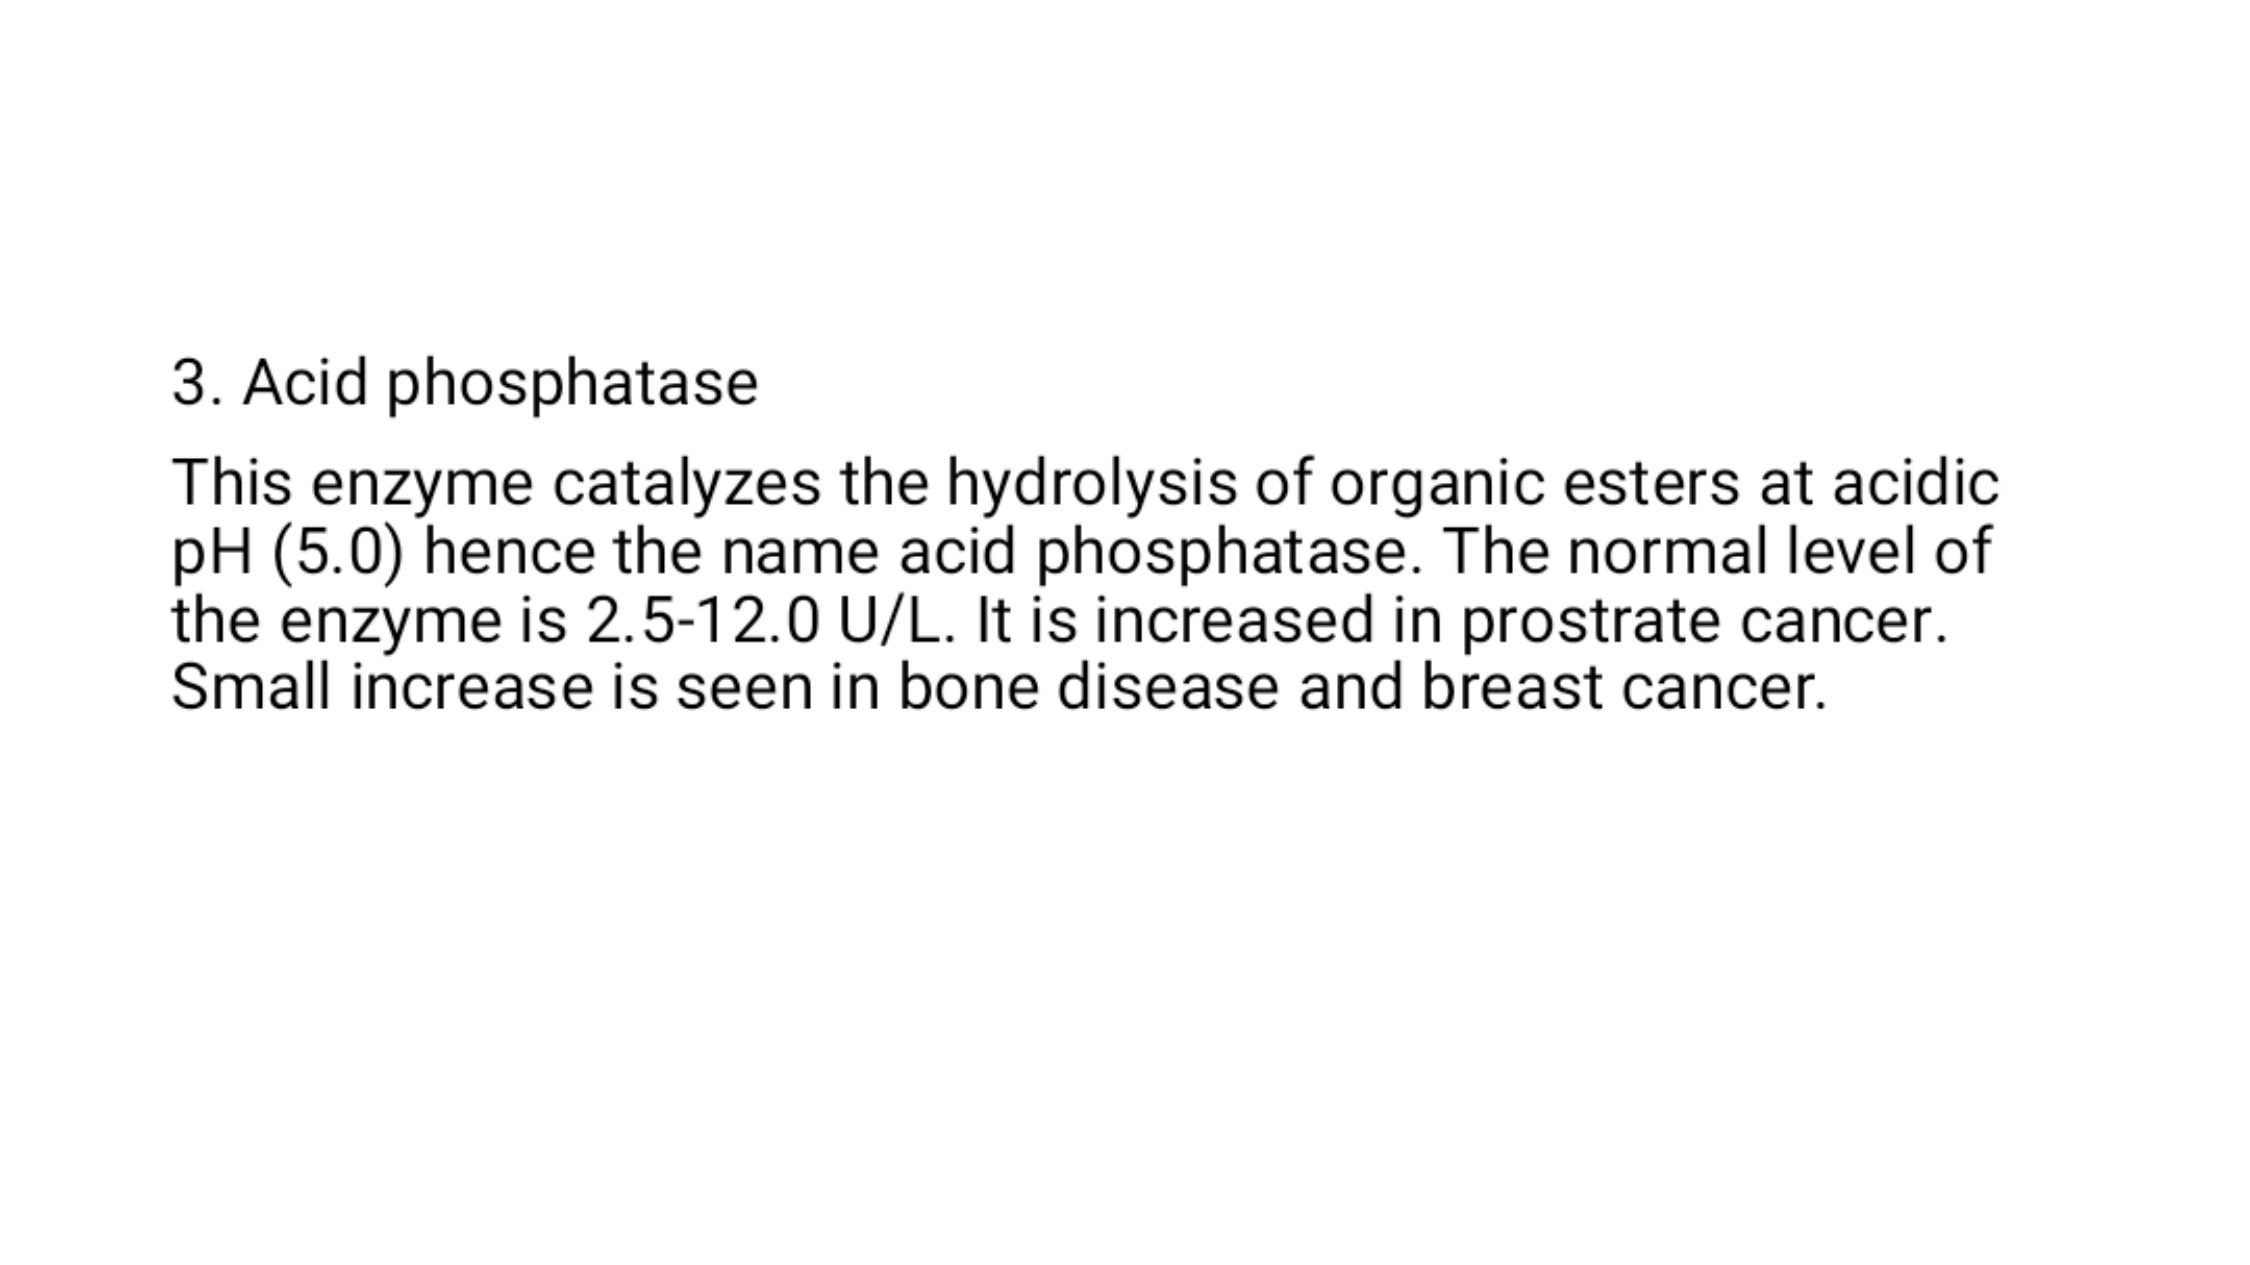 3. Acid phosphatase
This enzyme catalyzes the hydrolysis of organic esters at acidic
pH (5.0) hence the name acid phosphatase. The normal level of
the enzyme is 2.5-12.0 U/L. It is increased in prostrate cancer.
Small increase is seen in bone disease and breast cancer.